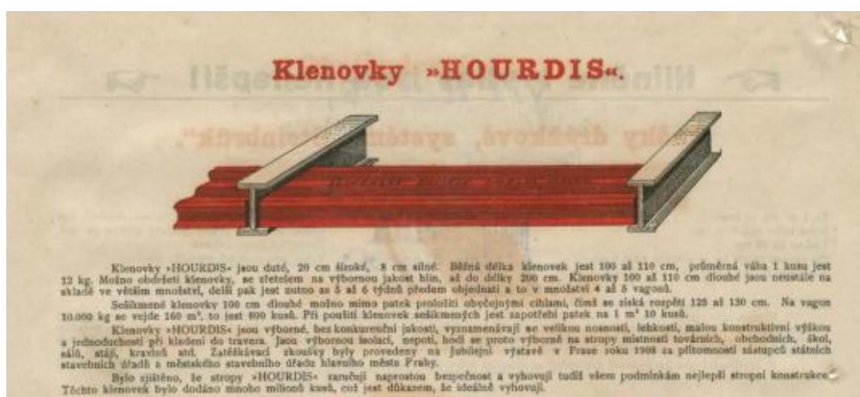 Klenovky »HOURDIS«.
Klenovky »HOURDIS« jsou duté, 20 cm široké, 8 cm silné. Běžná délka klenovek jest 100 až 110 cm, průměrná váha 1 kusu jest
12 kg. Možno obdržeti klenovky, se zřetelem na výbornou jakost hlin, až do délky 200 cm. Klenovky 100 až 110 cm dlouhé jsou neustále na
skladě ve větším množství, delší pak jest nutno za 5 až 6 týdnů předem objednati a to v množství 4 až 5 vagonů.
Sešikmené klenovky 100 cm dlouhé možno mimo patek proložiti obyčejnými cihlami, čímž se získá rozpětí 125 až 130 cm. Na vagon
10.000 kg se vejde 160 m², to jest 800 kusů. Při použití klenovek sešikmených jest zapotřebí patek na 1 m² 10 kusů.
Klenovky »HOURDIS« jsou výborné, bez konkurenční jakosti, vyznamenávají se velikou nosností, lehkostí, malou konstruktivní výškou
a jednoduchostí při kladení do travers. Jsou výbornou isolací, nepotí, hodí se proto výborně na stropy místností továrních, obchodních, škol,
sálů, stájí, kravínů atd. Zatěžkávací zkoušky byly provedeny na Jubilejní výstavě v Praze roku 1908 za přítomnosti zástupců státních
stavebních úřadů a městského stavebního úřadu hlavního města Prahy.
Bylo zjištěno, že stropy »HOURDIS« zaručují naprostou bezpečnost a vyhovují tudíž všem podmínkám nejlepší stropní konstrukce.
Těchto klenovek bylo dodáno mnoho milionů kusů, což jest důkazem, že ideálně vyhovují.